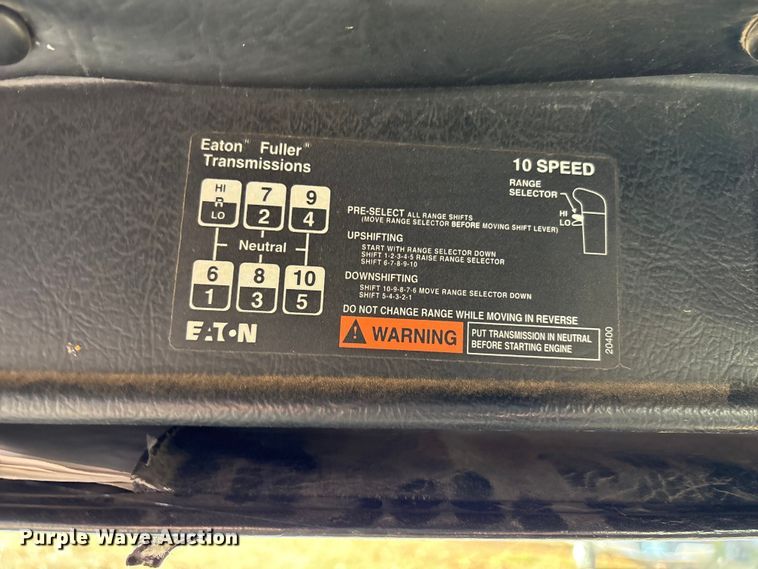 Eaton™ Fuller™
Transmissions
10 SPEED
RANGE
SELECTOR
HI
LO
HI
R
LO
7
2
9
4
Neutral
6
1
8
3
10
5
PRE-SELECT ALL RANGE SHIFTS
(MOVE RANGE SELECTOR BEFORE MOVING SHIFT LEVER)
UPSHIFTING
START WITH RANGE SELECTOR DOWN
SHIFT 1-2-3-4-5 RAISE RANGE SELECTOR
SHIFT 6-7-8-9-10
DOWNSHIFTING
SHIFT 10-9-8-7-6 MOVE RANGE SELECTOR DOWN
SHIFT 5-4-3-2-1
DO NOT CHANGE RANGE WHILE MOVING IN REVERSE
EATON
WARNING
PUT TRANSMISSION IN NEUTRAL
BEFORE STARTING ENGINE
20400
Purple Wave Auction